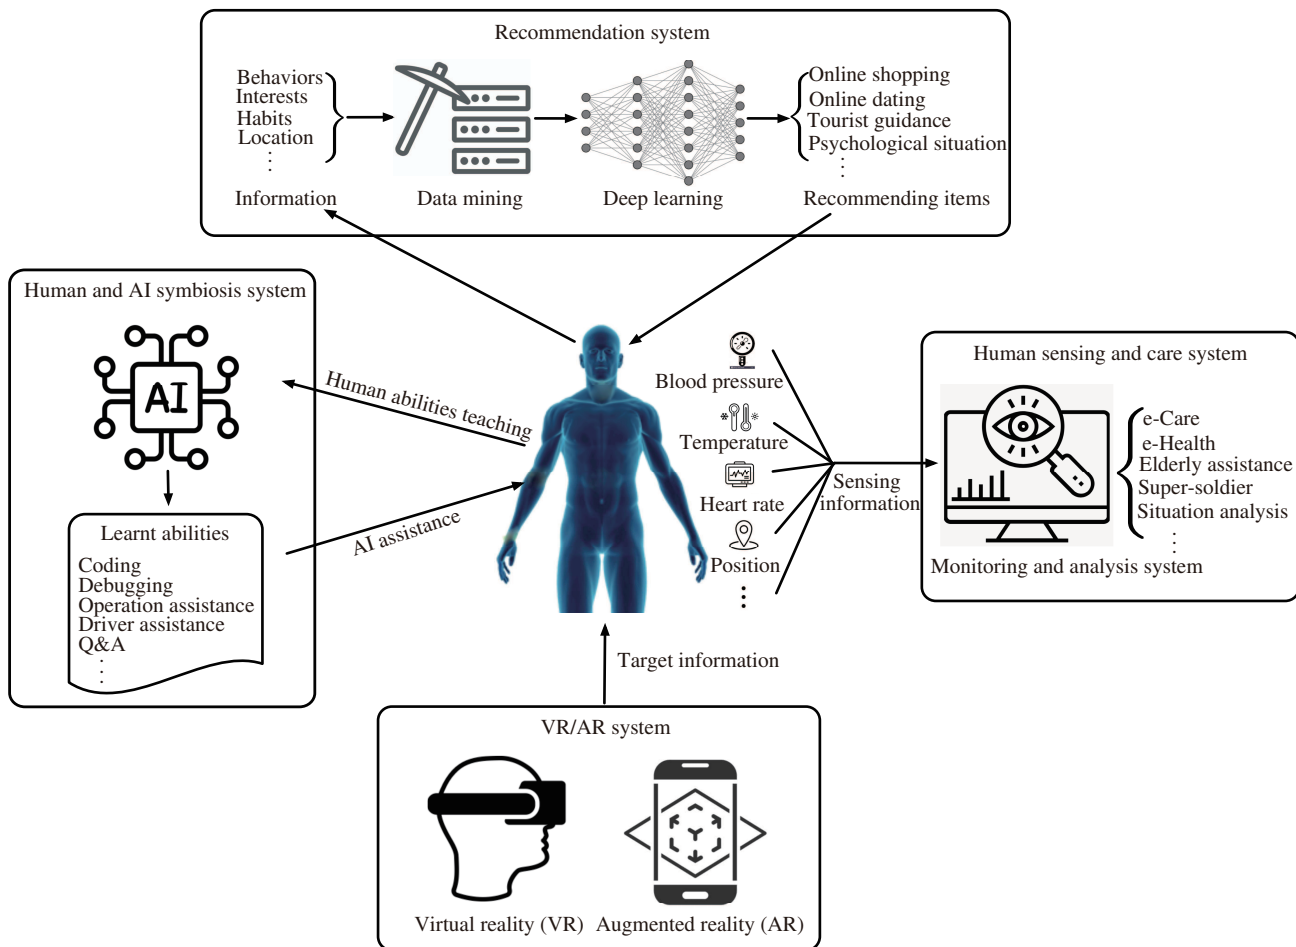 Recommendation system
Behaviors
Interests
Habits
Location
⋮
Information
Data mining
Deep learning
Online shopping
Online dating
Tourist guidance
Psychological situation
⋮
Recommending items
Human and AI symbiosis system
AI
Learnt abilities
Coding
Debugging
Operation assistance
Driver assistance
Q&A
⋮
Human abilities teaching
AI assistance
Blood pressure
Temperature
Heart rate
Position
⋮
Sensing
information
Human sensing and care system
e-Care
e-Health
Elderly assistance
Super-soldier
Situation analysis
⋮
Monitoring and analysis system
Target information
VR/AR system
Virtual reality (VR)
Augmented reality (AR)